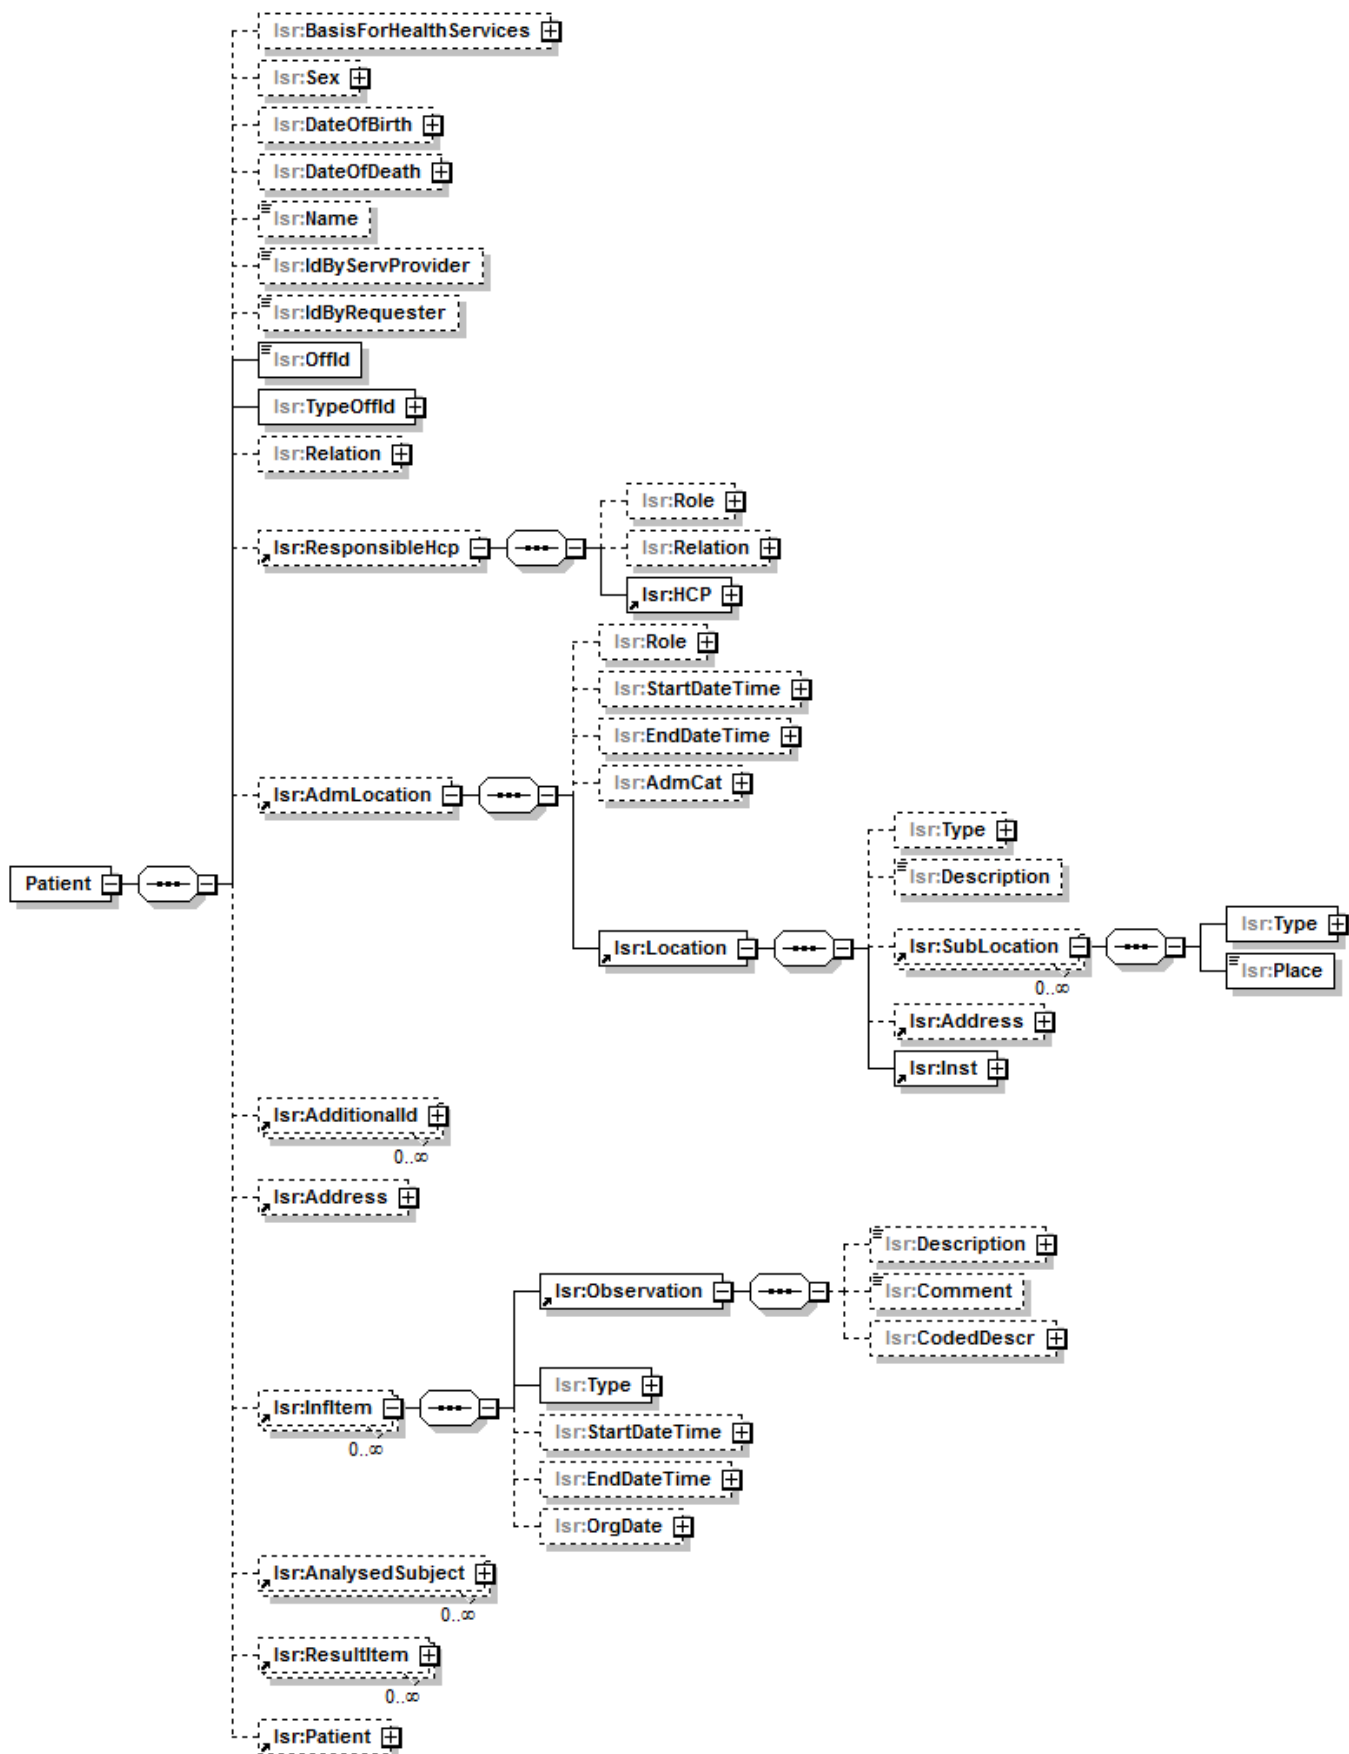 lsr:BasisForHealthServices
lsr:Sex
lsr:DateOfBirth
lsr:DateOfDeath
lsr:Name
lsr:IdByServProvider
lsr:IdByRequester
lsr:OffId
lsr:TypeOffId
lsr:Relation
lsr:Role
lsr:ResponsibleHcp
lsr:Relation
lsr:HCP
lsr:Role
lsr:StartDateTime
lsr:EndDateTime
lsr:AdmCat
lsr:AdmLocation
lsr:Type
Patient
lsr:Description
lsr:Location
lsr:SubLocation
0..∞
lsr:Type
lsr:Place
lsr:Address
lsr:Inst
lsr:AdditionalId
0..∞
lsr:Address
lsr:Observation
lsr:Description
lsr:Comment
lsr:CodedDescr
lsr:InfItem
0..∞
lsr:Type
lsr:StartDateTime
lsr:EndDateTime
lsr:OrgDate
lsr:AnalysedSubject
0..∞
lsr:ResultItem
0..∞
lsr:Patient